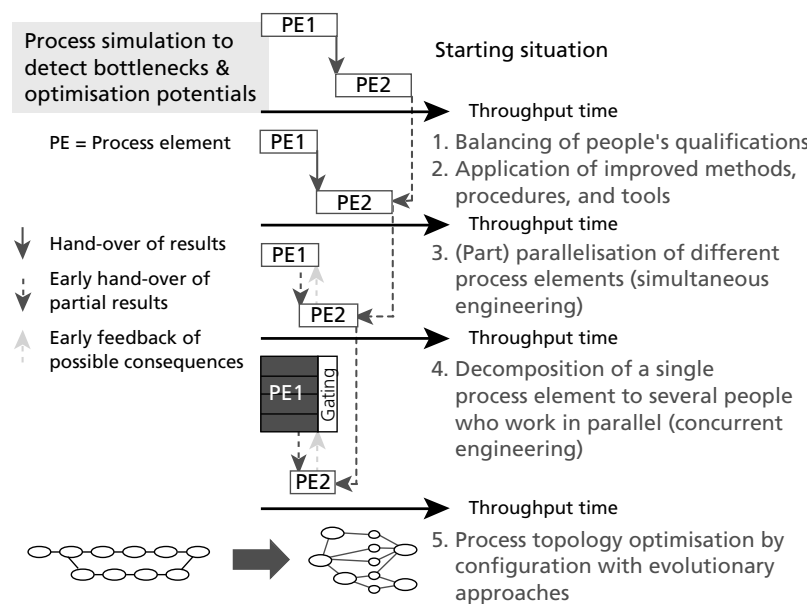 Process simulation to
detect bottlenecks &
optimisation potentials
PE1
PE2
Starting situation
Throughput time
PE = Process element
PE1
PE2
1. Balancing of people's qualifications
2. Application of improved methods,
procedures, and tools
Throughput time
Hand-over of results
Early hand-over of
partial results
Early feedback of
possible consequences
PE1
PE2
3. (Part) parallelisation of different
process elements (simultaneous
engineering)
Throughput time
PE1
Gating
PE2
4. Decomposition of a single
process element to several people
who work in parallel (concurrent
engineering)
Throughput time
5. Process topology optimisation by
configuration with evolutionary
approaches